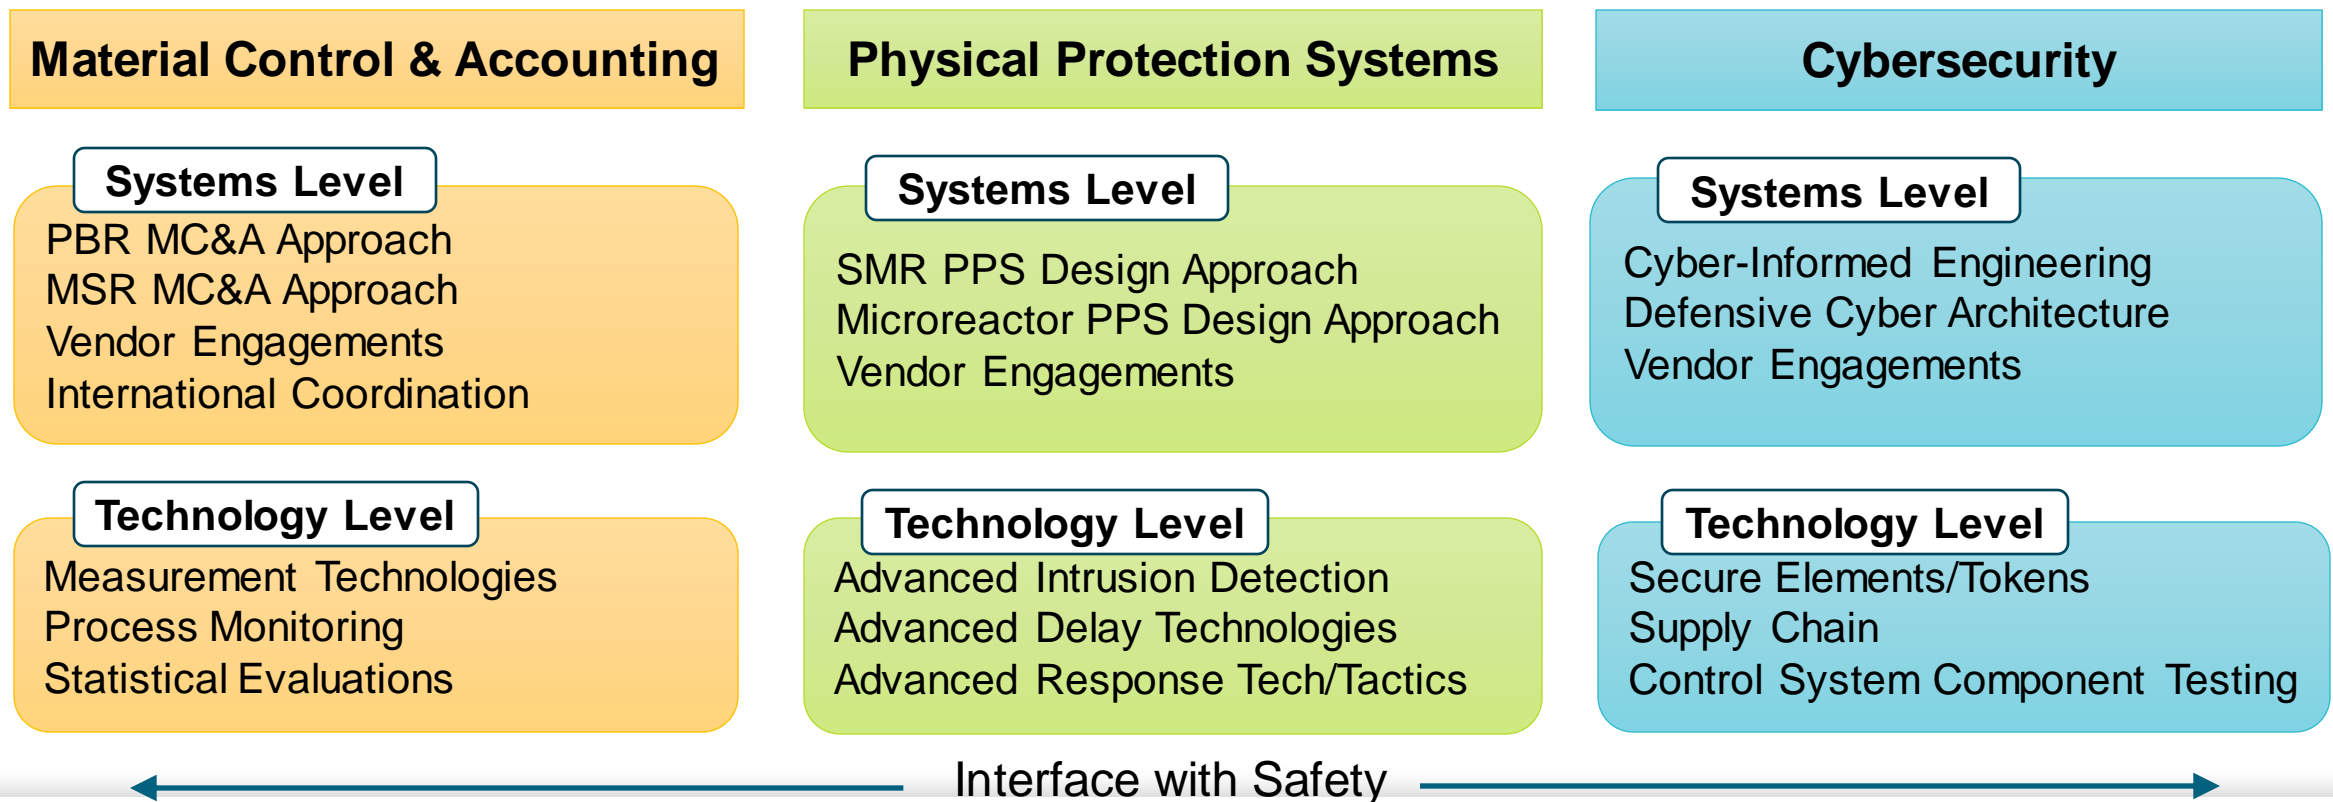 Material Control & Accounting
Systems Level
PBR MC&A Approach
MSR MC&A Approach
Vendor Engagements
International Coordination
Technology Level
Measurement Technologies
Process Monitoring
Statistical Evaluations
Physical Protection Systems
Systems Level
SMR PPS Design Approach
Microreactor PPS Design Approach
Vendor Engagements
Technology Level
Advanced Intrusion Detection
Advanced Delay Technologies
Advanced Response Tech/Tactics
Cybersecurity
Systems Level
Cyber-Informed Engineering
Defensive Cyber Architecture
Vendor Engagements
Technology Level
Secure Elements/Tokens
Supply Chain
Control System Component Testing
Interface with Safety